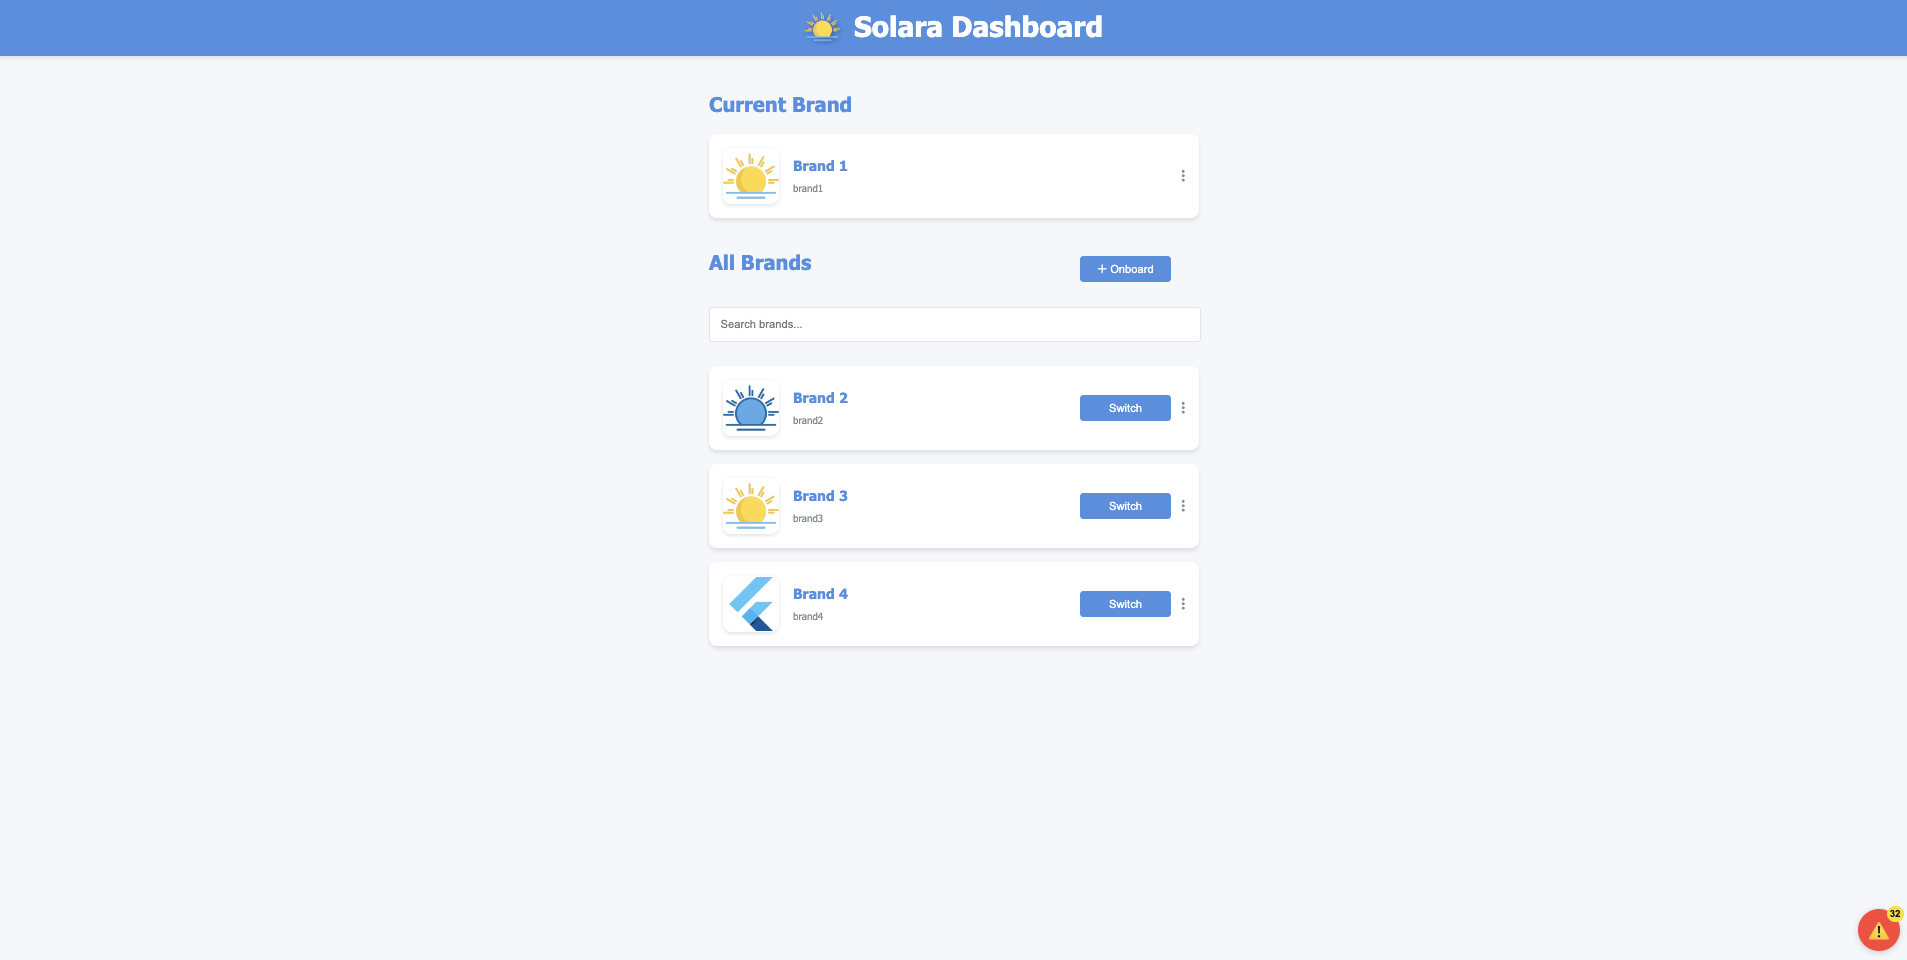 Solara Dashboard
Current Brand
Brand 1
brand1
All Brands
+ Onboard
Search brands...
Brand 2
brand2
Switch
Brand 3
brand3
Switch
Brand 4
brand4
Switch
32